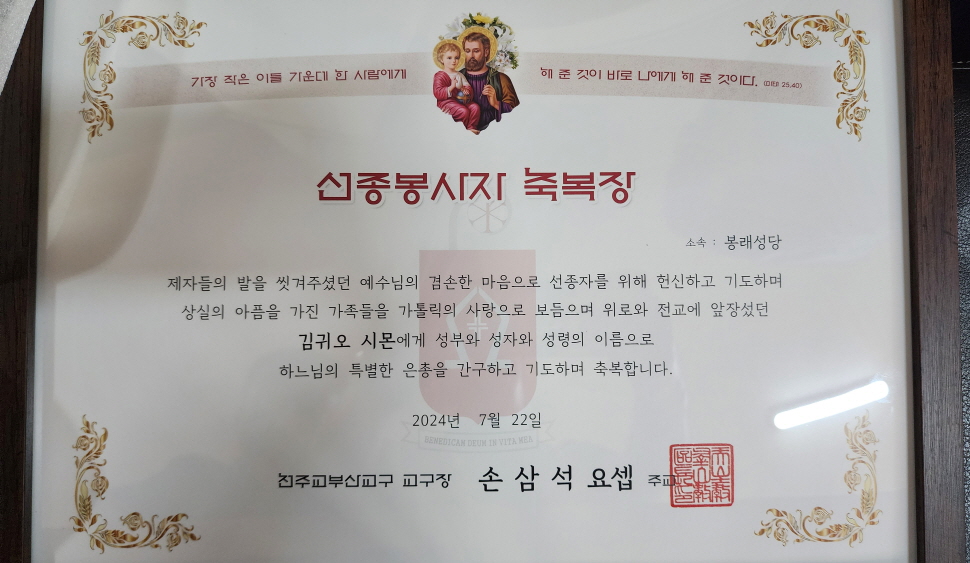 가장 작은 이들 가운데 한 사람에게 해 준 것이 바로 나에게 해 준 것이다. (마태 25,40)
선종봉사자 축복장
소속 : 봉래성당
제자들의 발을 씻겨주셨던 예수님의 겸손한 마음으로 선종자를 위해 헌신하고 기도하며
상실의 아픔을 가진 가족들을 가톨릭의 사랑으로 보듬으며 위로와 전교에 앞장섰던
김귀오 시몬에게 성부와 성자와 성령의 이름으로
하느님의 특별한 은총을 간구하고 기도하며 축복합니다.
2024년 7월 22일
BENEDICAM DEUM IN VITA MEA
천주교부산교구 교구장 손삼석 요셉 주교